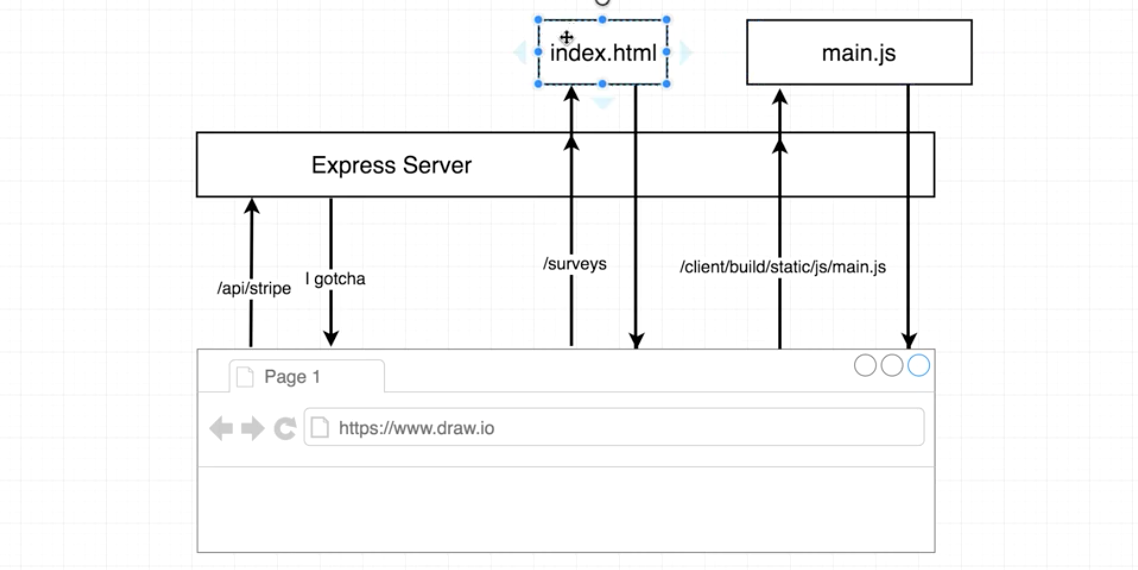 index.html
main.js
Express Server
/surveys
/client/build/static/js/main.js
/api/stripe
I gotcha
Page 1
https://www.draw.io